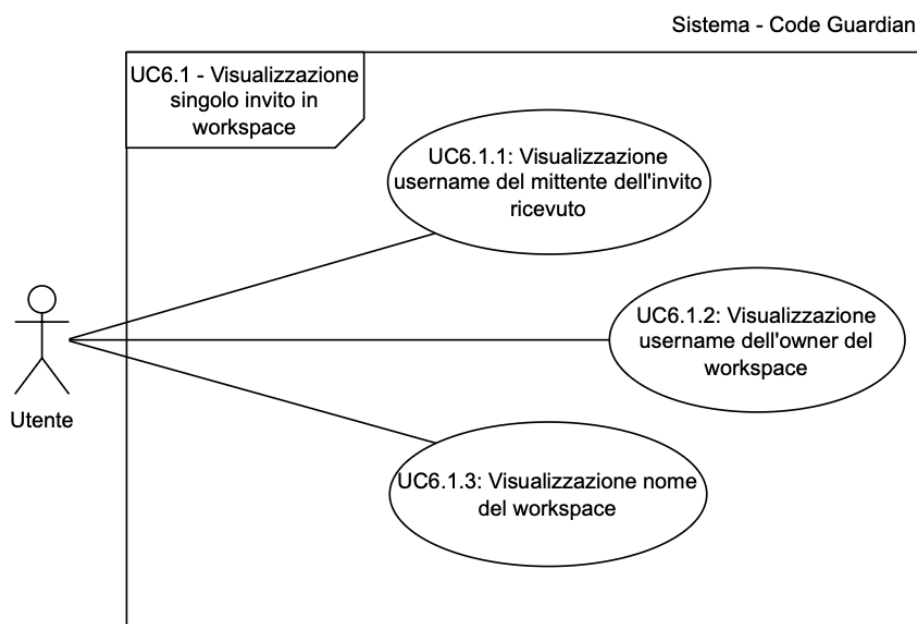 Sistema - Code Guardian
UC6.1 - Visualizzazione
singolo invito in
workspace
UC6.1.1: Visualizzazione
username del mittente dell'invito
ricevuto
UC6.1.2: Visualizzazione
username dell'owner del
workspace
Utente
UC6.1.3: Visualizzazione nome
del workspace